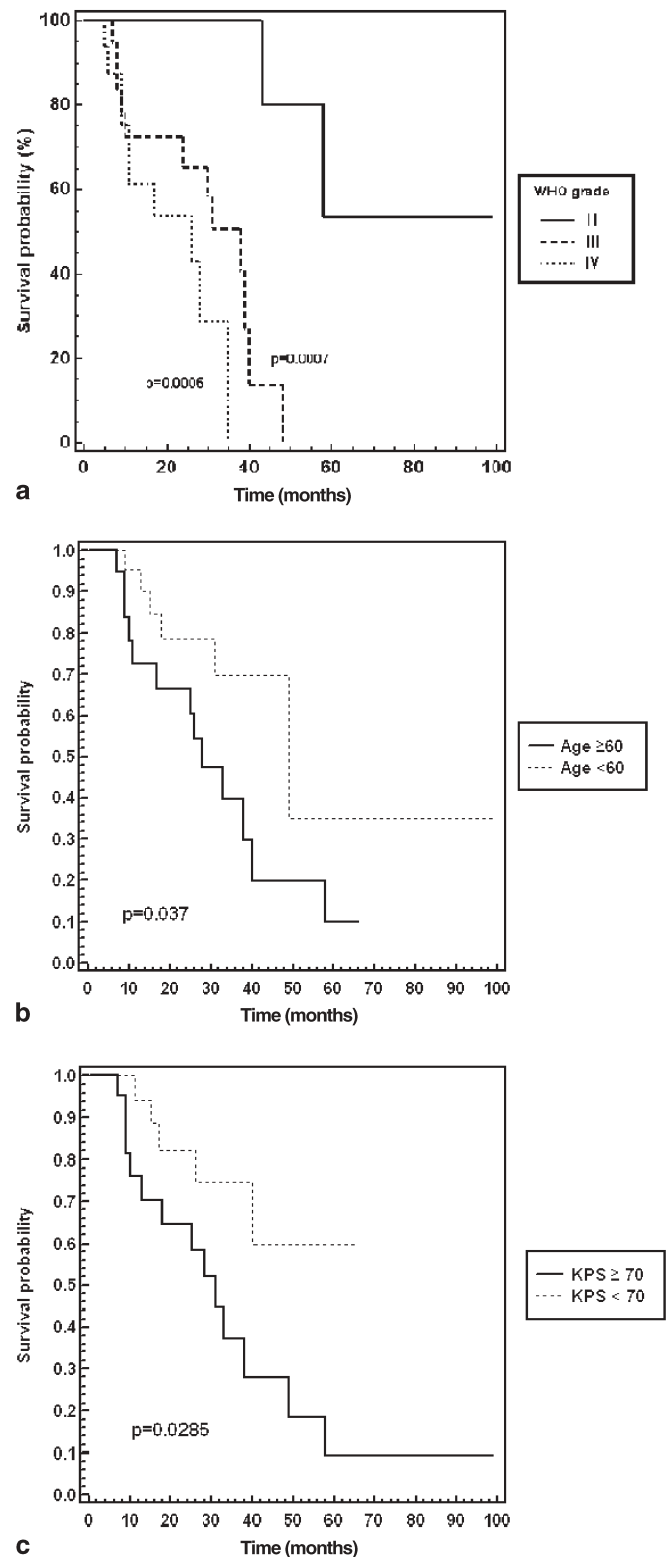 100
80
60
40
20
0
Survival probability (%)
p=0.0006
p=0.0007
0 20 40 60 80 100
Time (months)
WHO grade
II
III
IV
a
1.0
0.9
0.8
0.7
0.6
0.5
0.4
0.3
0.2
0.1
0.0
Survival probability
p=0.037
0 10 20 30 40 50 60 70 80 90 100
Time (months)
Age ≥60
Age <60
b
1.0
0.9
0.8
0.7
0.6
0.5
0.4
0.3
0.2
0.1
0.0
Survival probability
p=0.0285
0 10 20 30 40 50 60 70 80 90 100
Time (months)
KPS ≥ 70
KPS < 70
c